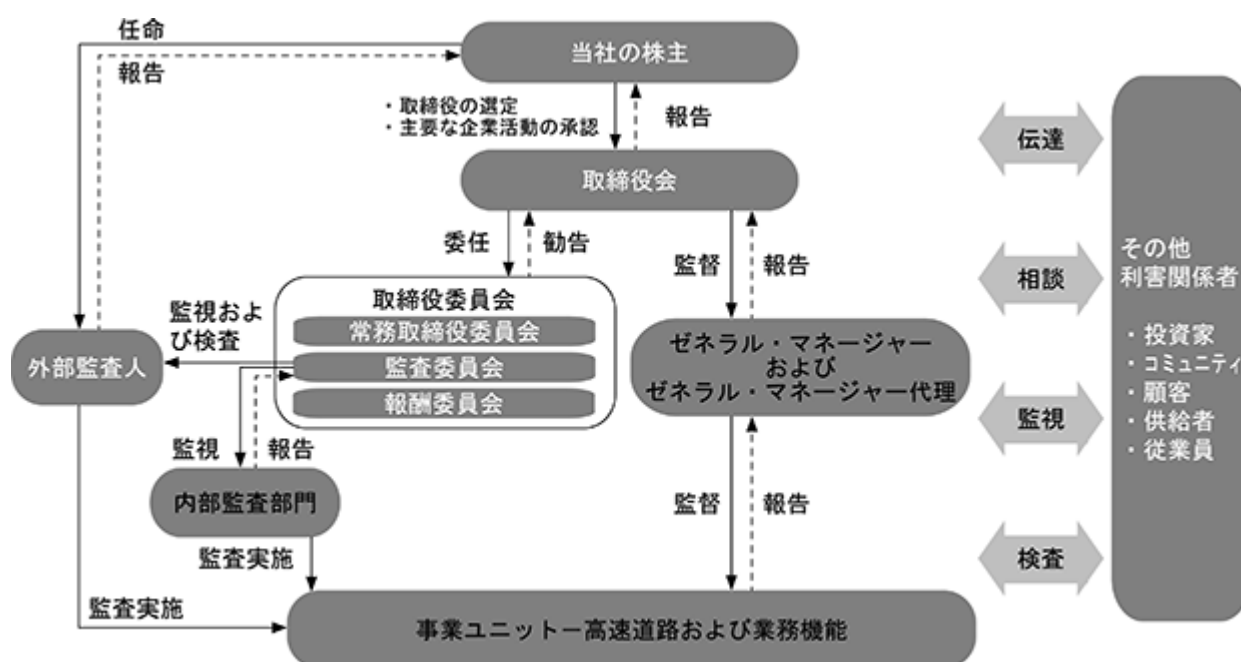 任命
報告
当社の株主
・取締役の選定
・主要な企業活動の承認
報告
取締役会
委任
勧告
監督
報告
取締役委員会
常務取締役委員会
監査委員会
報酬委員会
監視およ
び検査
外部監査人
ゼネラル・マネージャー
および
ゼネラル・マネージャー代理
監視
報告
内部監査部門
監督
報告
監査実施
監査実施
事業ユニット－高速道路および業務機能
伝達
相談
監視
検査
その他
利害関係者
・投資家
・コミュニティ
・顧客
・供給者
・従業員